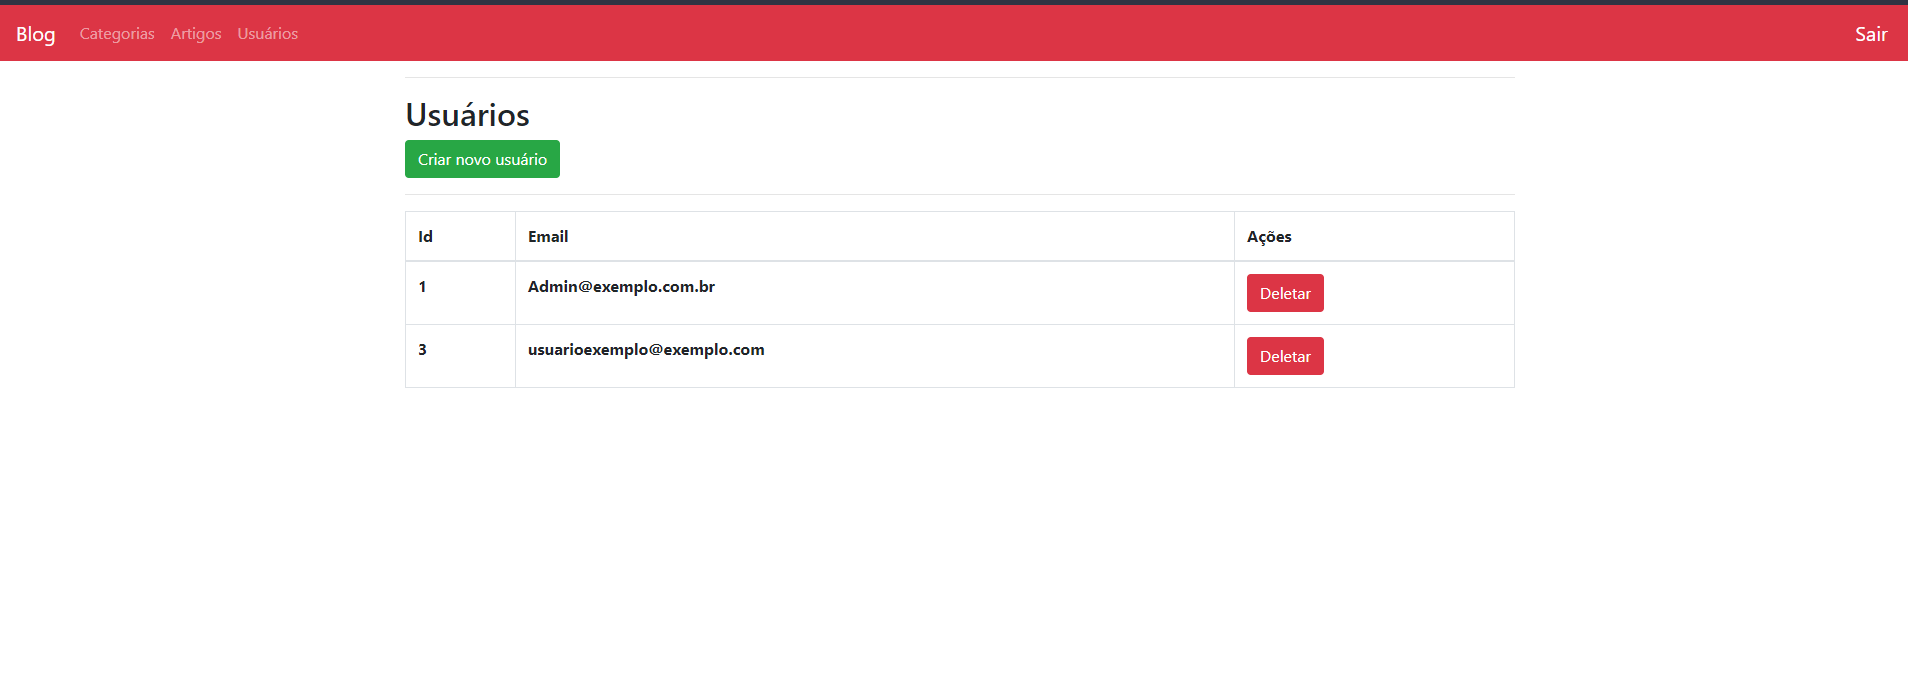 Blog Categorias Artigos Usuários Sair
Usuários
Criar novo usuário
Id Email Ações
1 Admin@exemplo.com.br Deletar
3 usuarioexemplo@exemplo.com Deletar